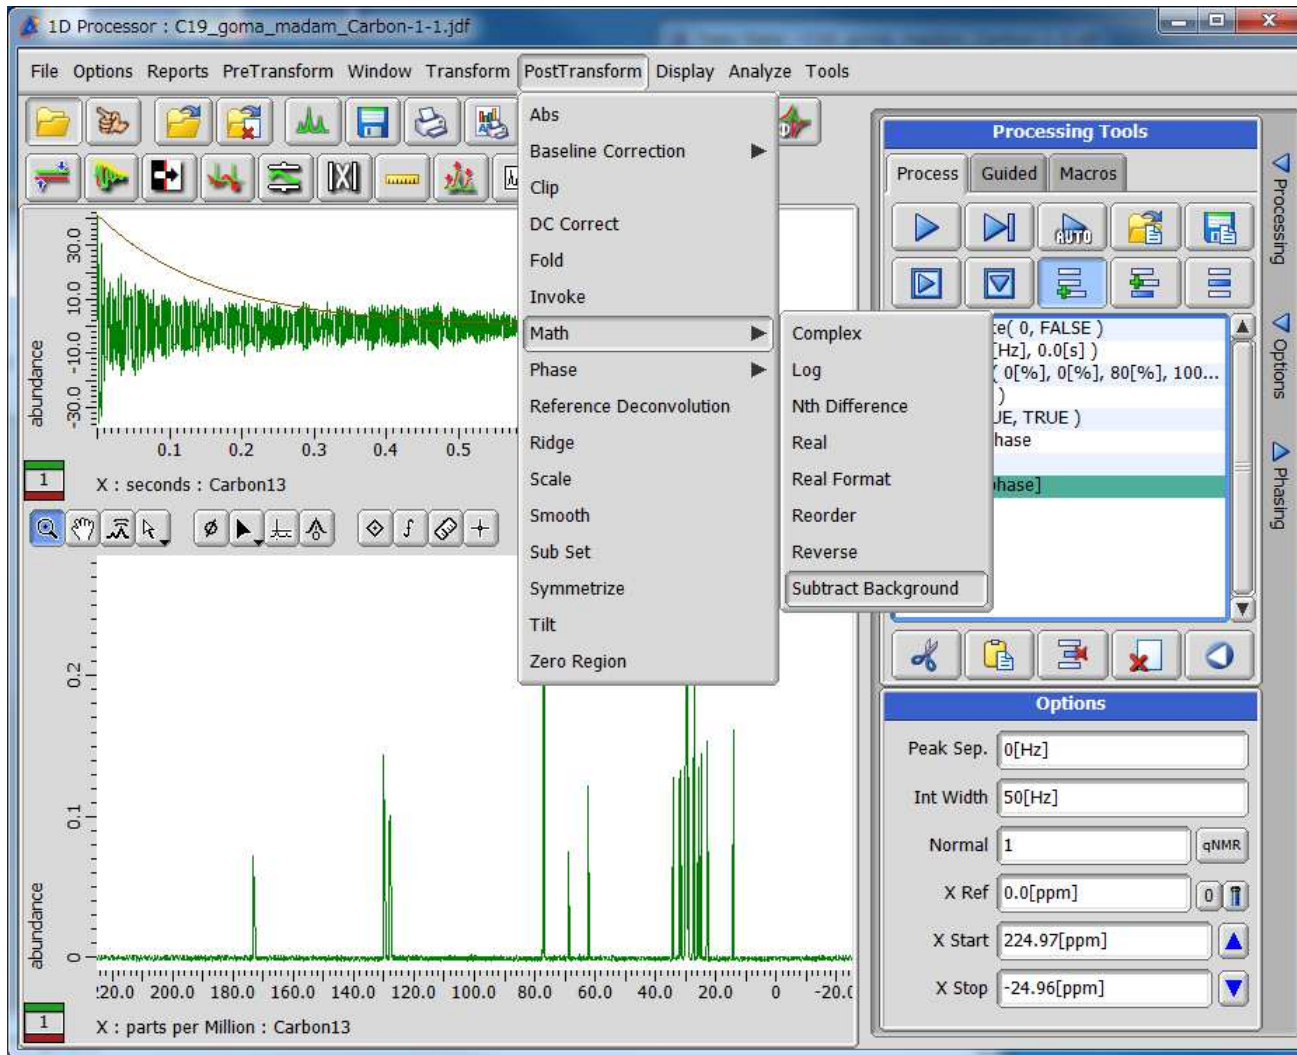 1D Processor : C19_goma_madam_Carbon-1-1.jdf
File Options Reports PreTransform Window Transform PostTransform Display Analyze Tools
Abs
Baseline Correction
Clip
DC Correct
Fold
Invoke
Math
Phase
Reference Deconvolution
Ridge
Scale
Smooth
Sub Set
Symmetrize
Tilt
Zero Region
Complex
Log
Nth Difference
Real
Real Format
Reorder
Reverse
Subtract Background
abundance
30.0
10.0
-10.0
-30.0
0.1 0.2 0.3 0.4 0.5
1
X : seconds : Carbon13
abundance
0.2
0.1
0
20.0 200.0 180.0 160.0 140.0 120.0 100.0 80.0 60.0 40.0 20.0 0 -20.0
1
X : parts per Million : Carbon13
Processing Tools
Process Guided Macros
AUTO
te( 0, FALSE )
[Hz], 0.0[s] )
( 0[%], 0[%], 80[%], 100...
)
UE, TRUE )
hase
phase]
Options
Peak Sep. 0[Hz]
Int Width 50[Hz]
Normal 1 qNMR
X Ref 0.0[ppm] 0
X Start 224.97[ppm]
X Stop -24.96[ppm]
Processing
Options
Phasing